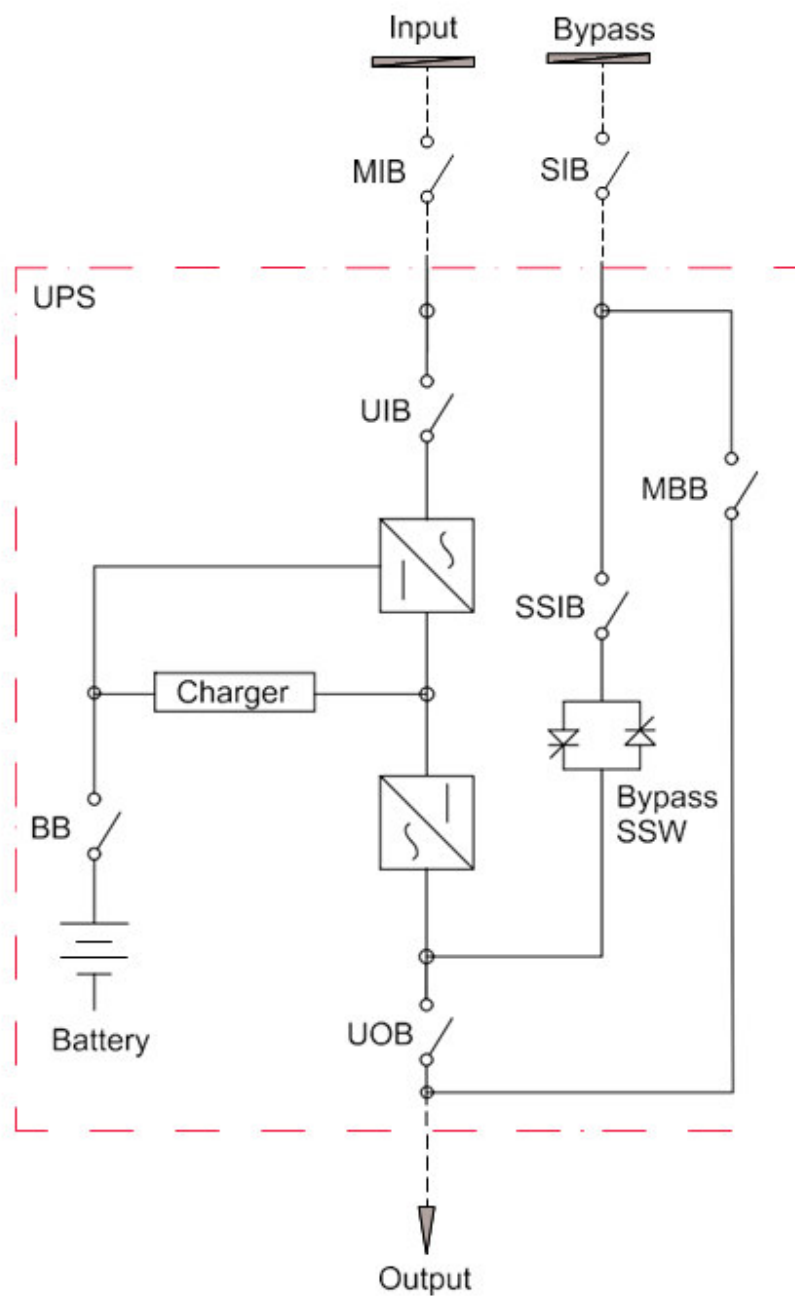 Input
Bypass
MIB
SIB
UPS
UIB
MBB
SSIB
Charger
Bypass
SSW
BB
UOB
Battery
Output